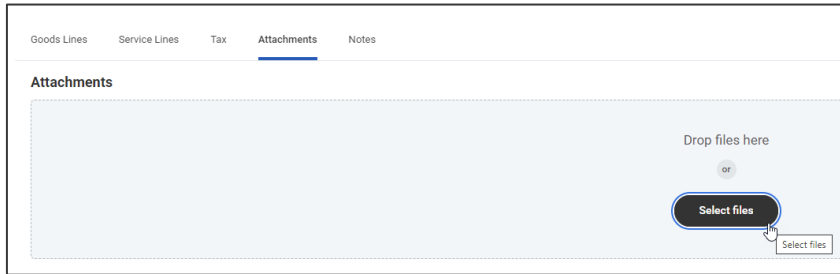 Goods Lines Service Lines Tax Attachments Notes
Attachments
Drop files here
or
Select files
Select files